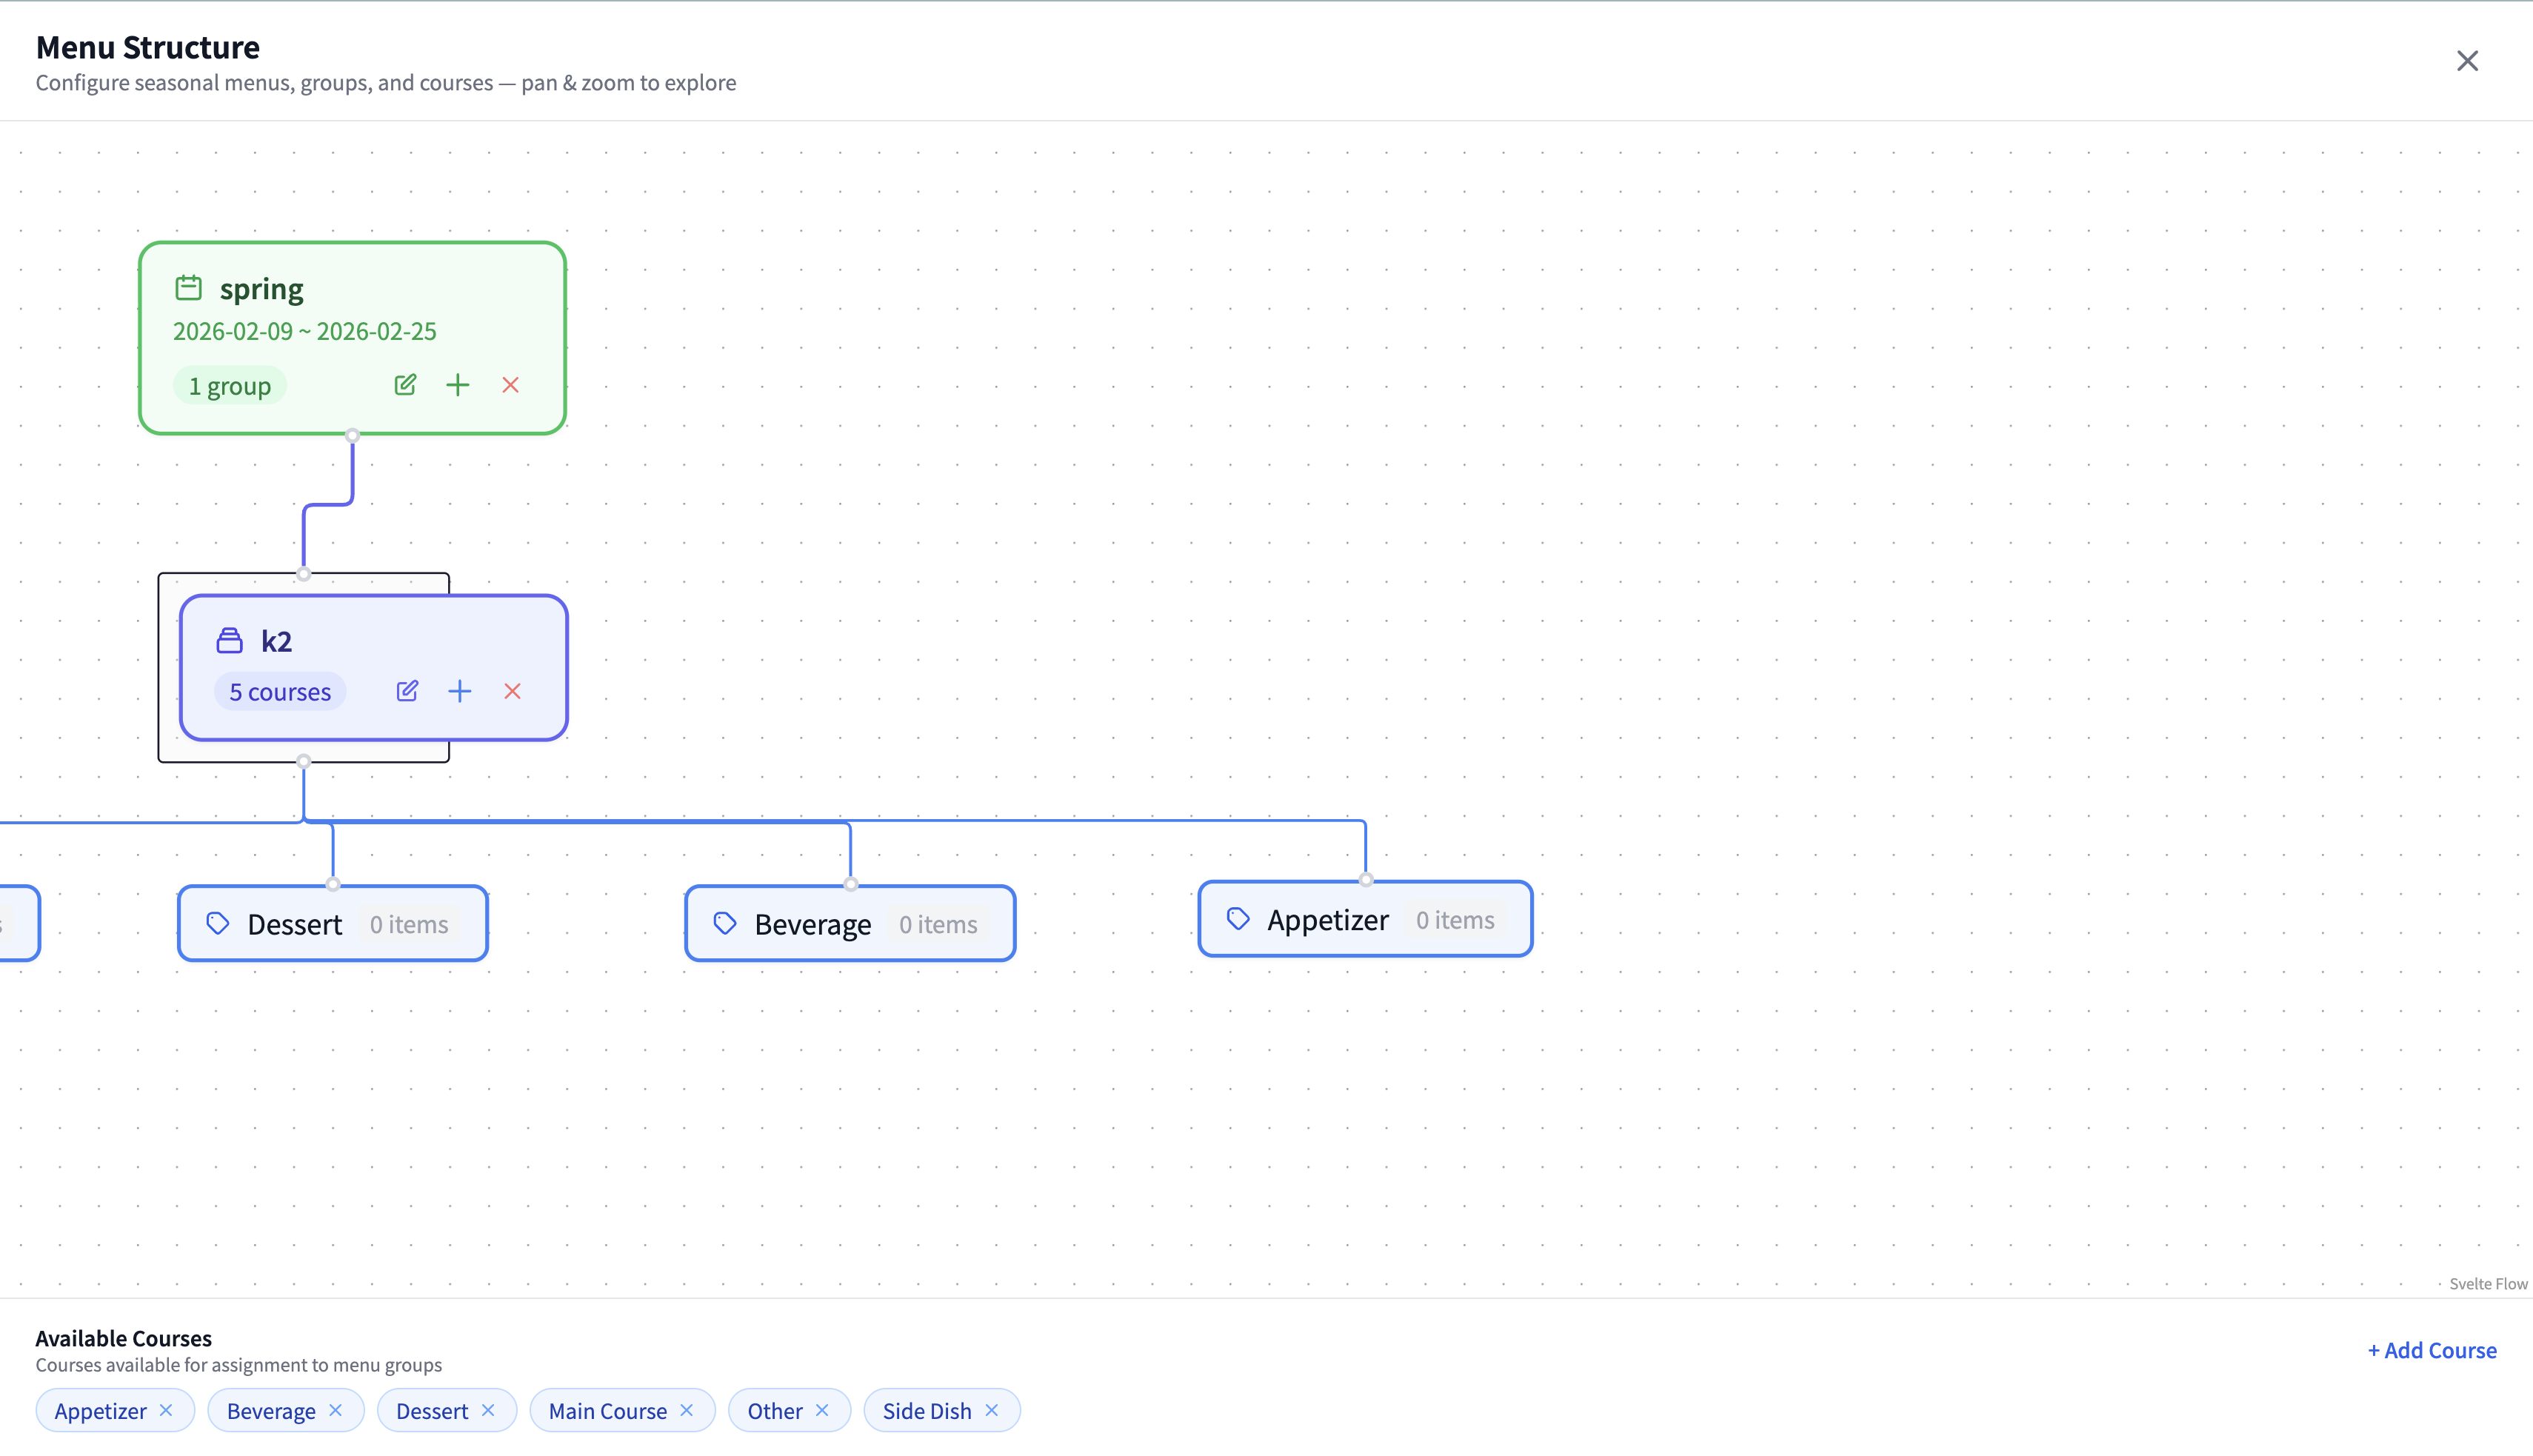 Menu Structure
Configure seasonal menus, groups, and courses — pan & zoom to explore
spring
2026-02-09 ~ 2026-02-25
1 group
k2
5 courses
Dessert 0 items
Beverage 0 items
Appetizer 0 items
Svelte Flow
Available Courses
Courses available for assignment to menu groups
+ Add Course
Appetizer
Beverage
Dessert
Main Course
Other
Side Dish